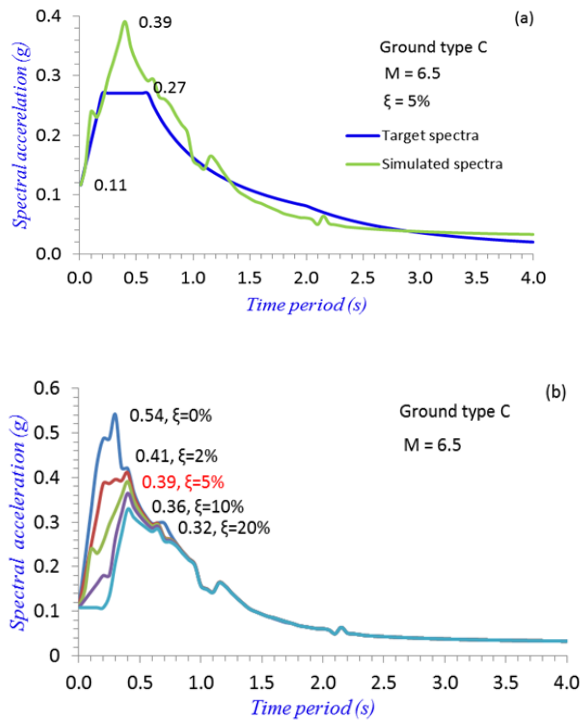 (a)
0.4
0.39
Ground type C
M = 6.5
ξ = 5%
0.3
0.27
Target spectra
Simulated spectra
0.2
0.11
0.1
0.0
Spectral accerelation (g)
0.0 0.5 1.0 1.5 2.0 2.5 3.0 3.5 4.0
Time period (s)
(b)
0.6
Ground type C
0.54, ξ=0%
M = 6.5
0.5
0.41, ξ=2%
0.4
0.39, ξ=5%
0.36, ξ=10%
0.3
0.32, ξ=20%
0.2
0.1
0
Spectral acceleration (g)
0.0 0.5 1.0 1.5 2.0 2.5 3.0 3.5 4.0
Time period (s)